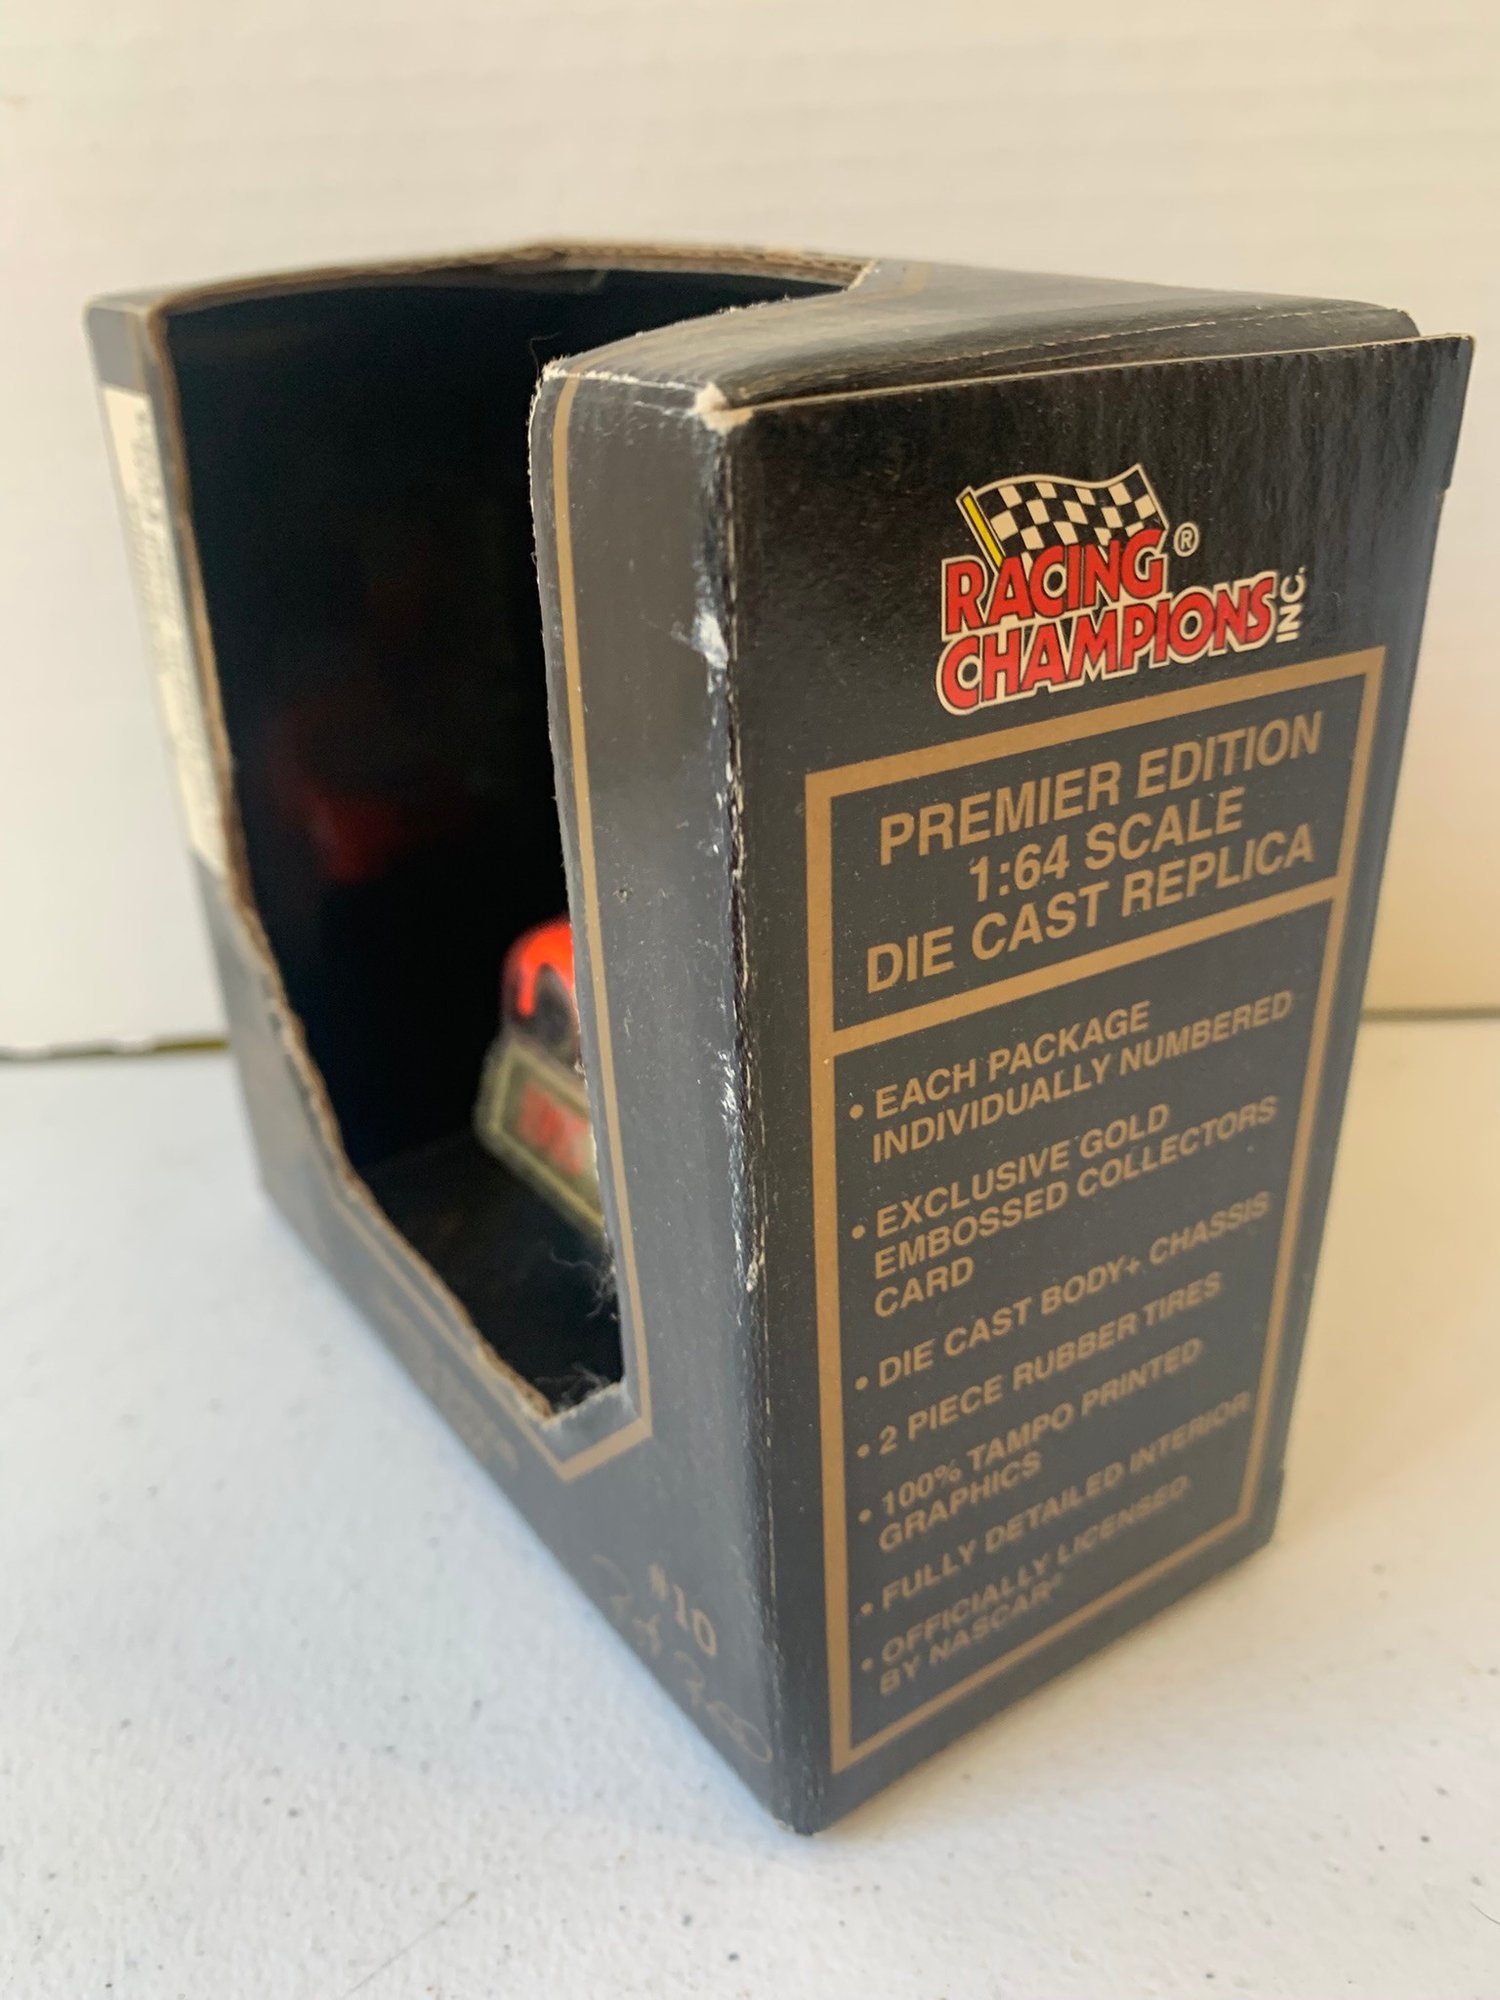 RACING®
CHAMPIONS INC.
PREMIER EDITION
1:64 SCALE
DIE CAST REPLICA
• EACH PACKAGE
INDIVIDUALLY NUMBERED
• EXCLUSIVE GOLD
EMBOSSED COLLECTORS
CARD
• DIE CAST BODY+ CHASSIS
• 2 PIECE RUBBER TIRES
• 100% TAMPO PRINTED
GRAPHICS
• FULLY DETAILED INTERIOR
• OFFICIALLY LICENSED
BY NASCAR®
#10